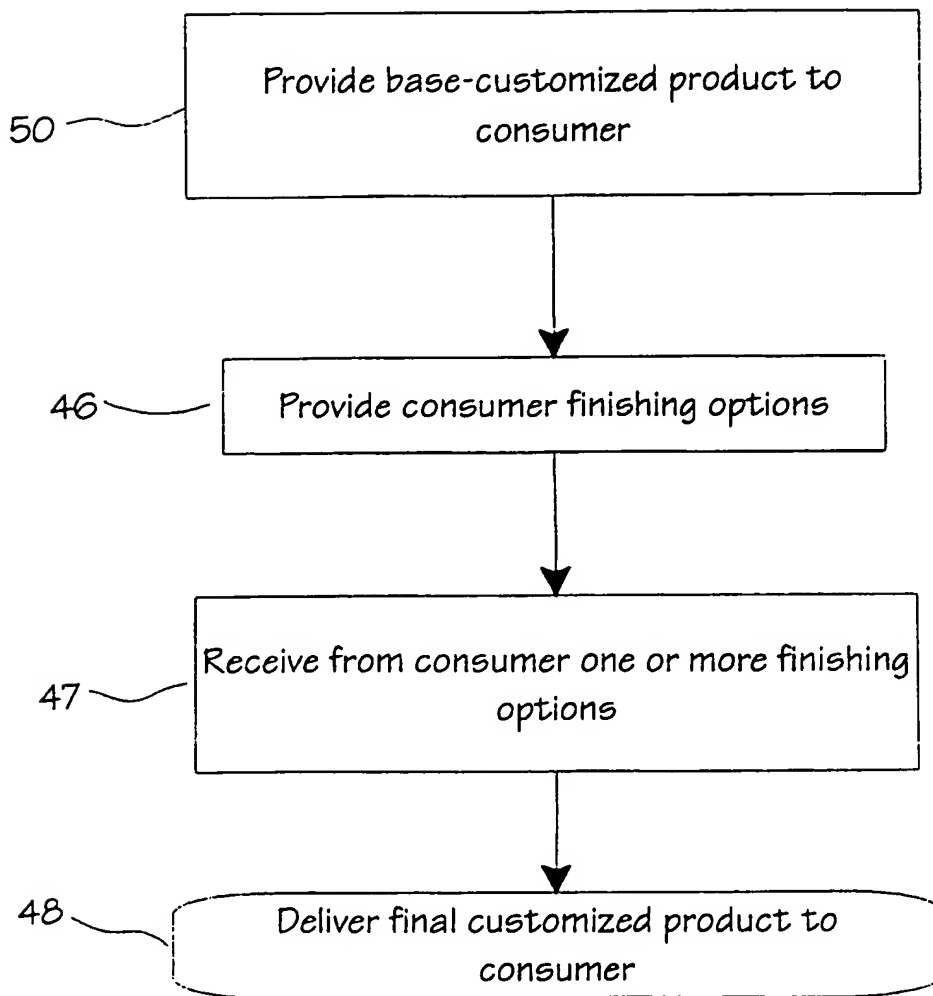 Provide base-customized product to
consumer
50
Provide consumer finishing options
46
Receive from consumer one or more finishing
options
47
Deliver final customized product to
consumer
48